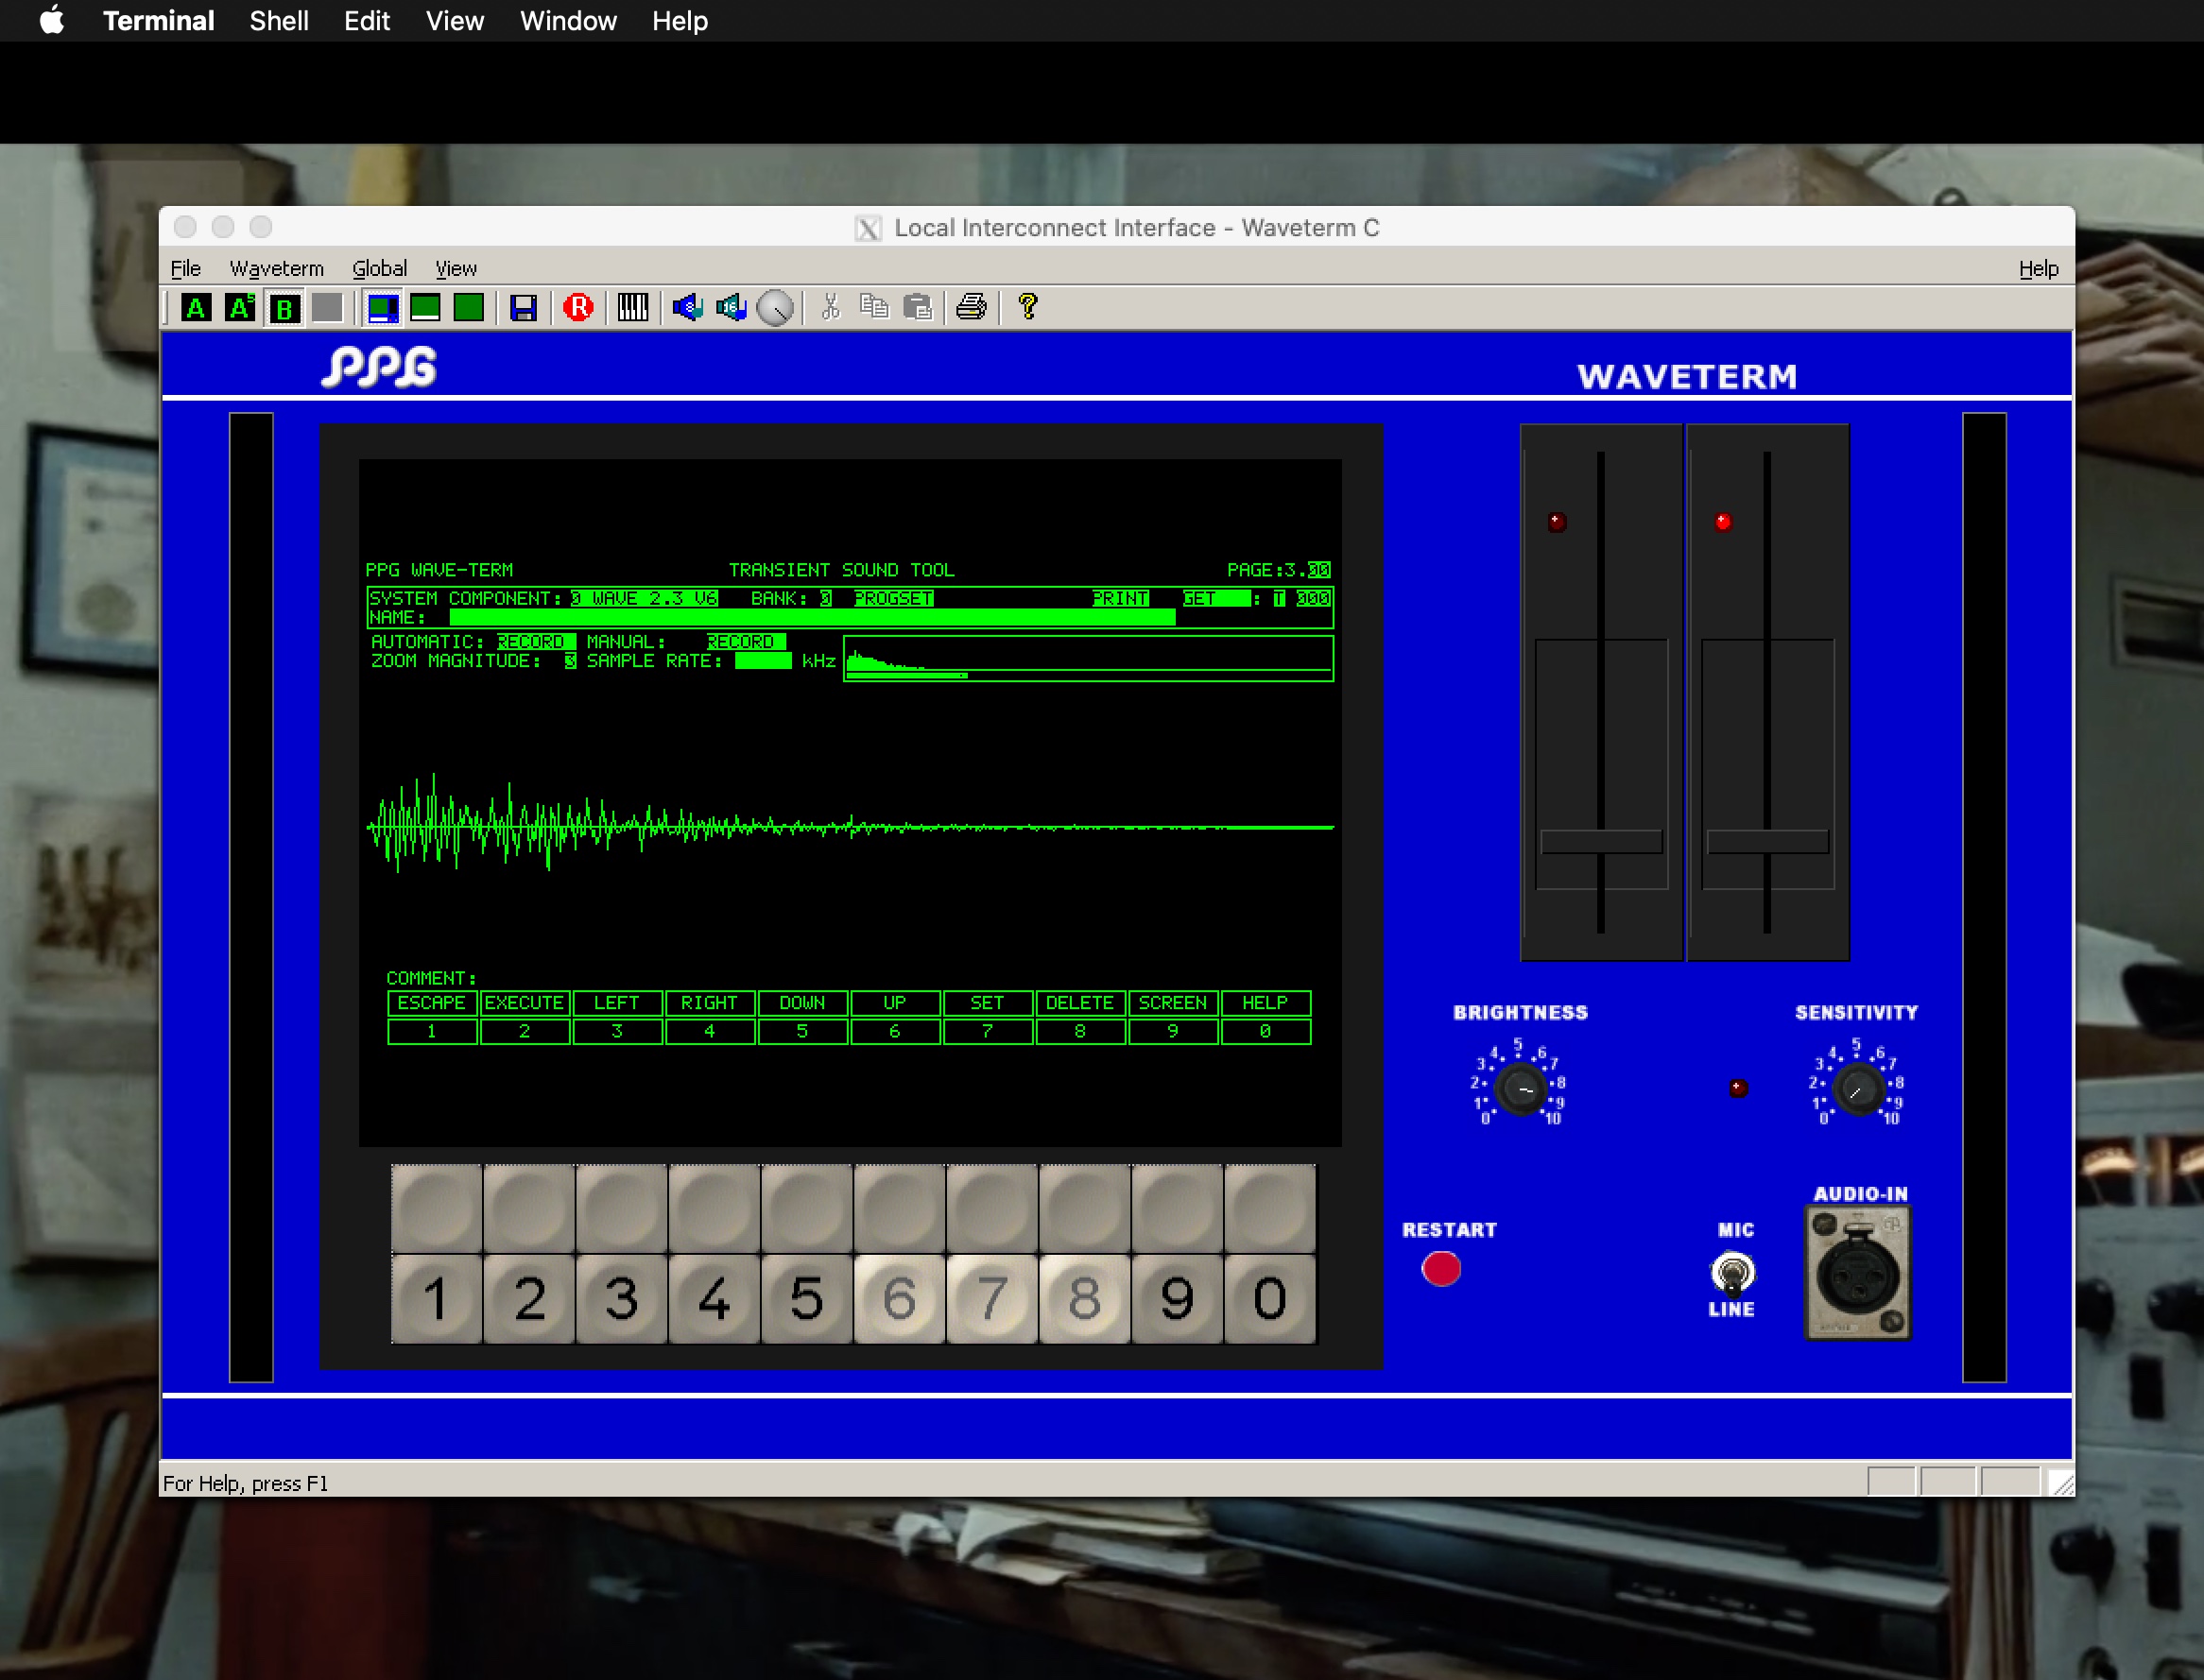 Terminal Shell Edit View Window Help
X Local Interconnect Interface - Waveterm C
File Waveterm Global View Help
A A5 B R 8 16 ?
PPG WAVETERM
PPG WAVE-TERM TRANSIENT SOUND TOOL PAGE:3.00
SYSTEM COMPONENT: 0 WAVE 2.3 V6 BANK: 0 PROGSET PRINT GET : T 000
NAME:
AUTOMATIC: RECORD MANUAL: RECORD
ZOOM MAGNITUDE: 3 SAMPLE RATE: kHz
COMMENT:
ESCAPE EXECUTE LEFT RIGHT DOWN UP SET DELETE SCREEN HELP
1 2 3 4 5 6 7 8 9 0
1 2 3 4 5 6 7 8 9 0
BRIGHTNESS
0 1 2 3 4 5 6 7 8 9 10
SENSITIVITY
0 1 2 3 4 5 6 7 8 9 10
RESTART
MIC
LINE
AUDIO-IN
For Help, press F1